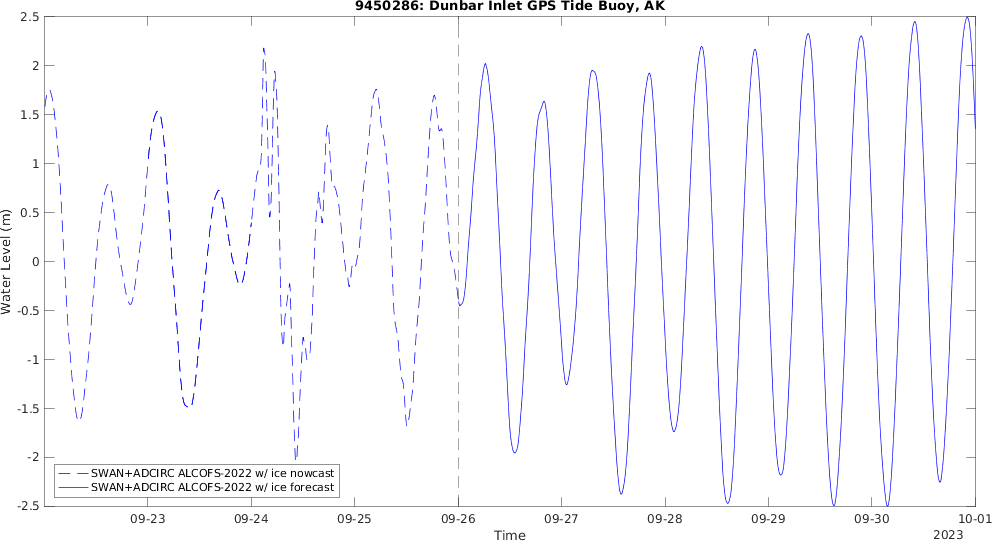 9450286: Dunbar Inlet GPS Tide Buoy, AK
2.5
2
1.5
1
0.5
0
-0.5
-1
-1.5
-2
-2.5
Water Level (m)
SWAN+ADCIRC ALCOFS-2022 w/ ice nowcast
SWAN+ADCIRC ALCOFS-2022 w/ ice forecast
09-23 09-24 09-25 09-26 09-27 09-28 09-29 09-30 10-01
Time
2023